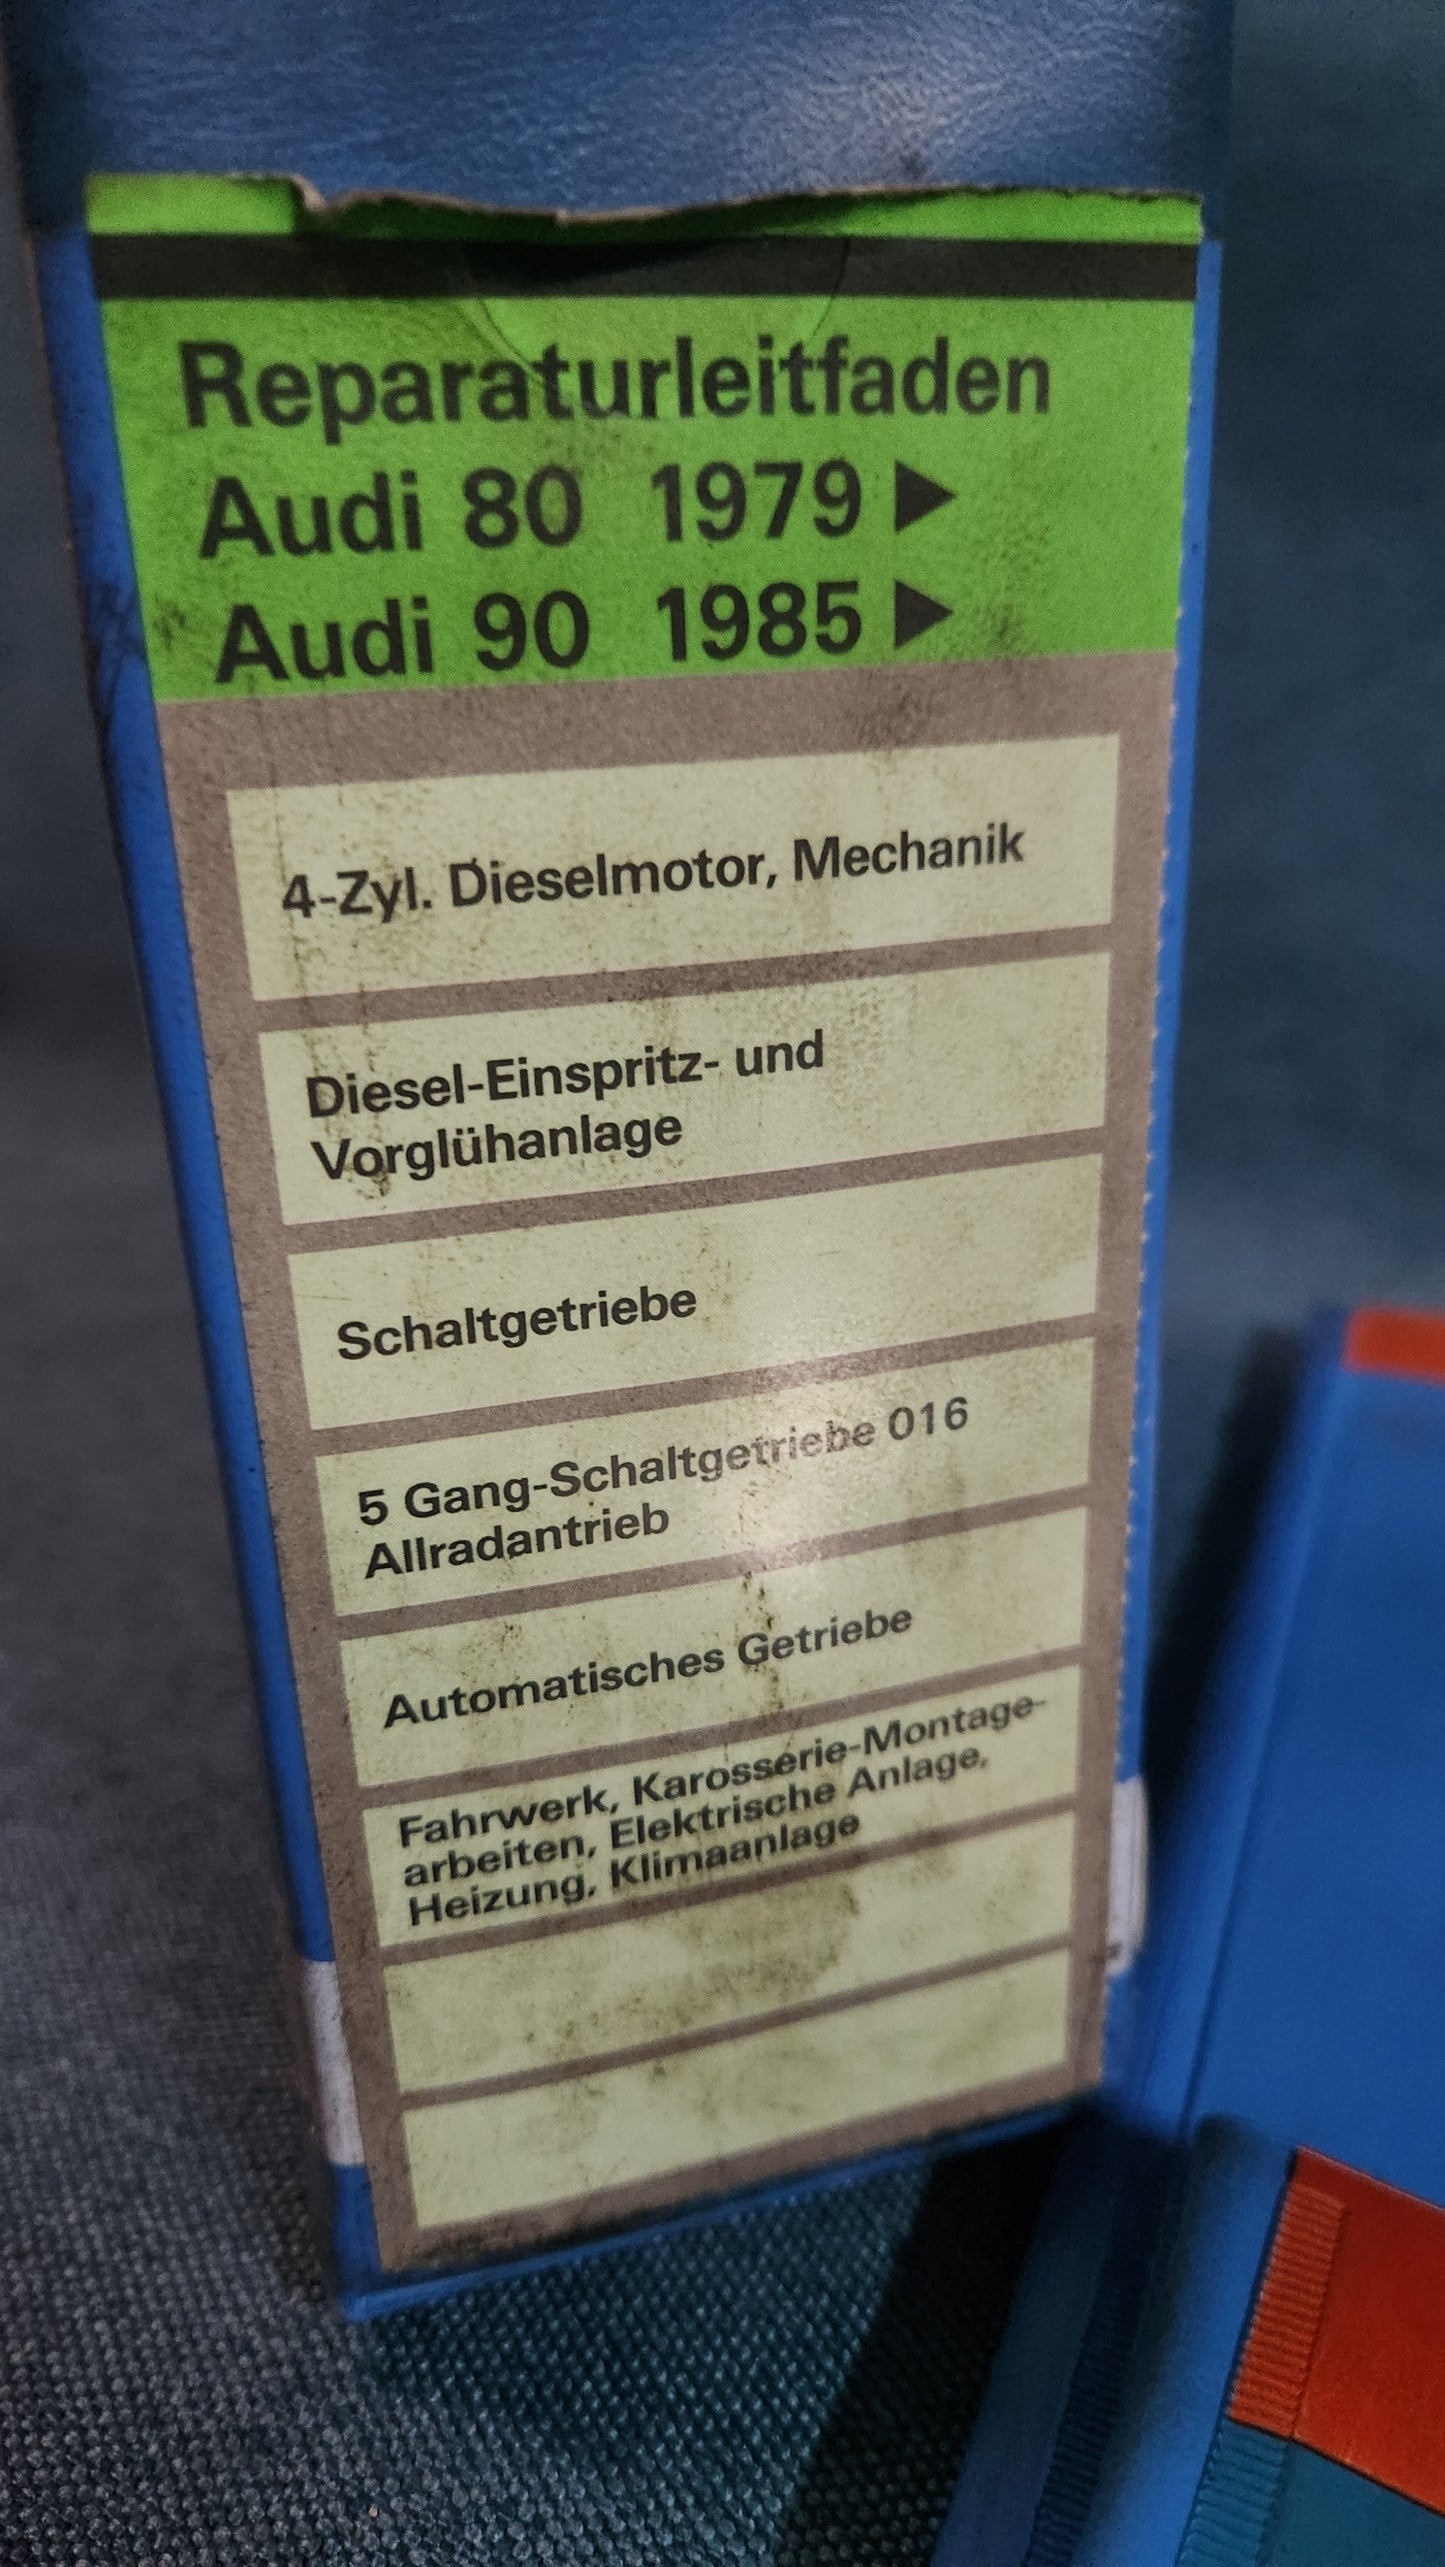 Reparaturleitfaden
Audi 80 1979 ▶
Audi 90 1985 ▶
4-Zyl. Dieselmotor, Mechanik
Diesel-Einspritz- und
Vorglühanlage
Schaltgetriebe
5 Gang-Schaltgetriebe 016
Allradantrieb
Automatisches Getriebe
Fahrwerk, Karosserie-Montage-
arbeiten, Elektrische Anlage,
Heizung, Klimaanlage